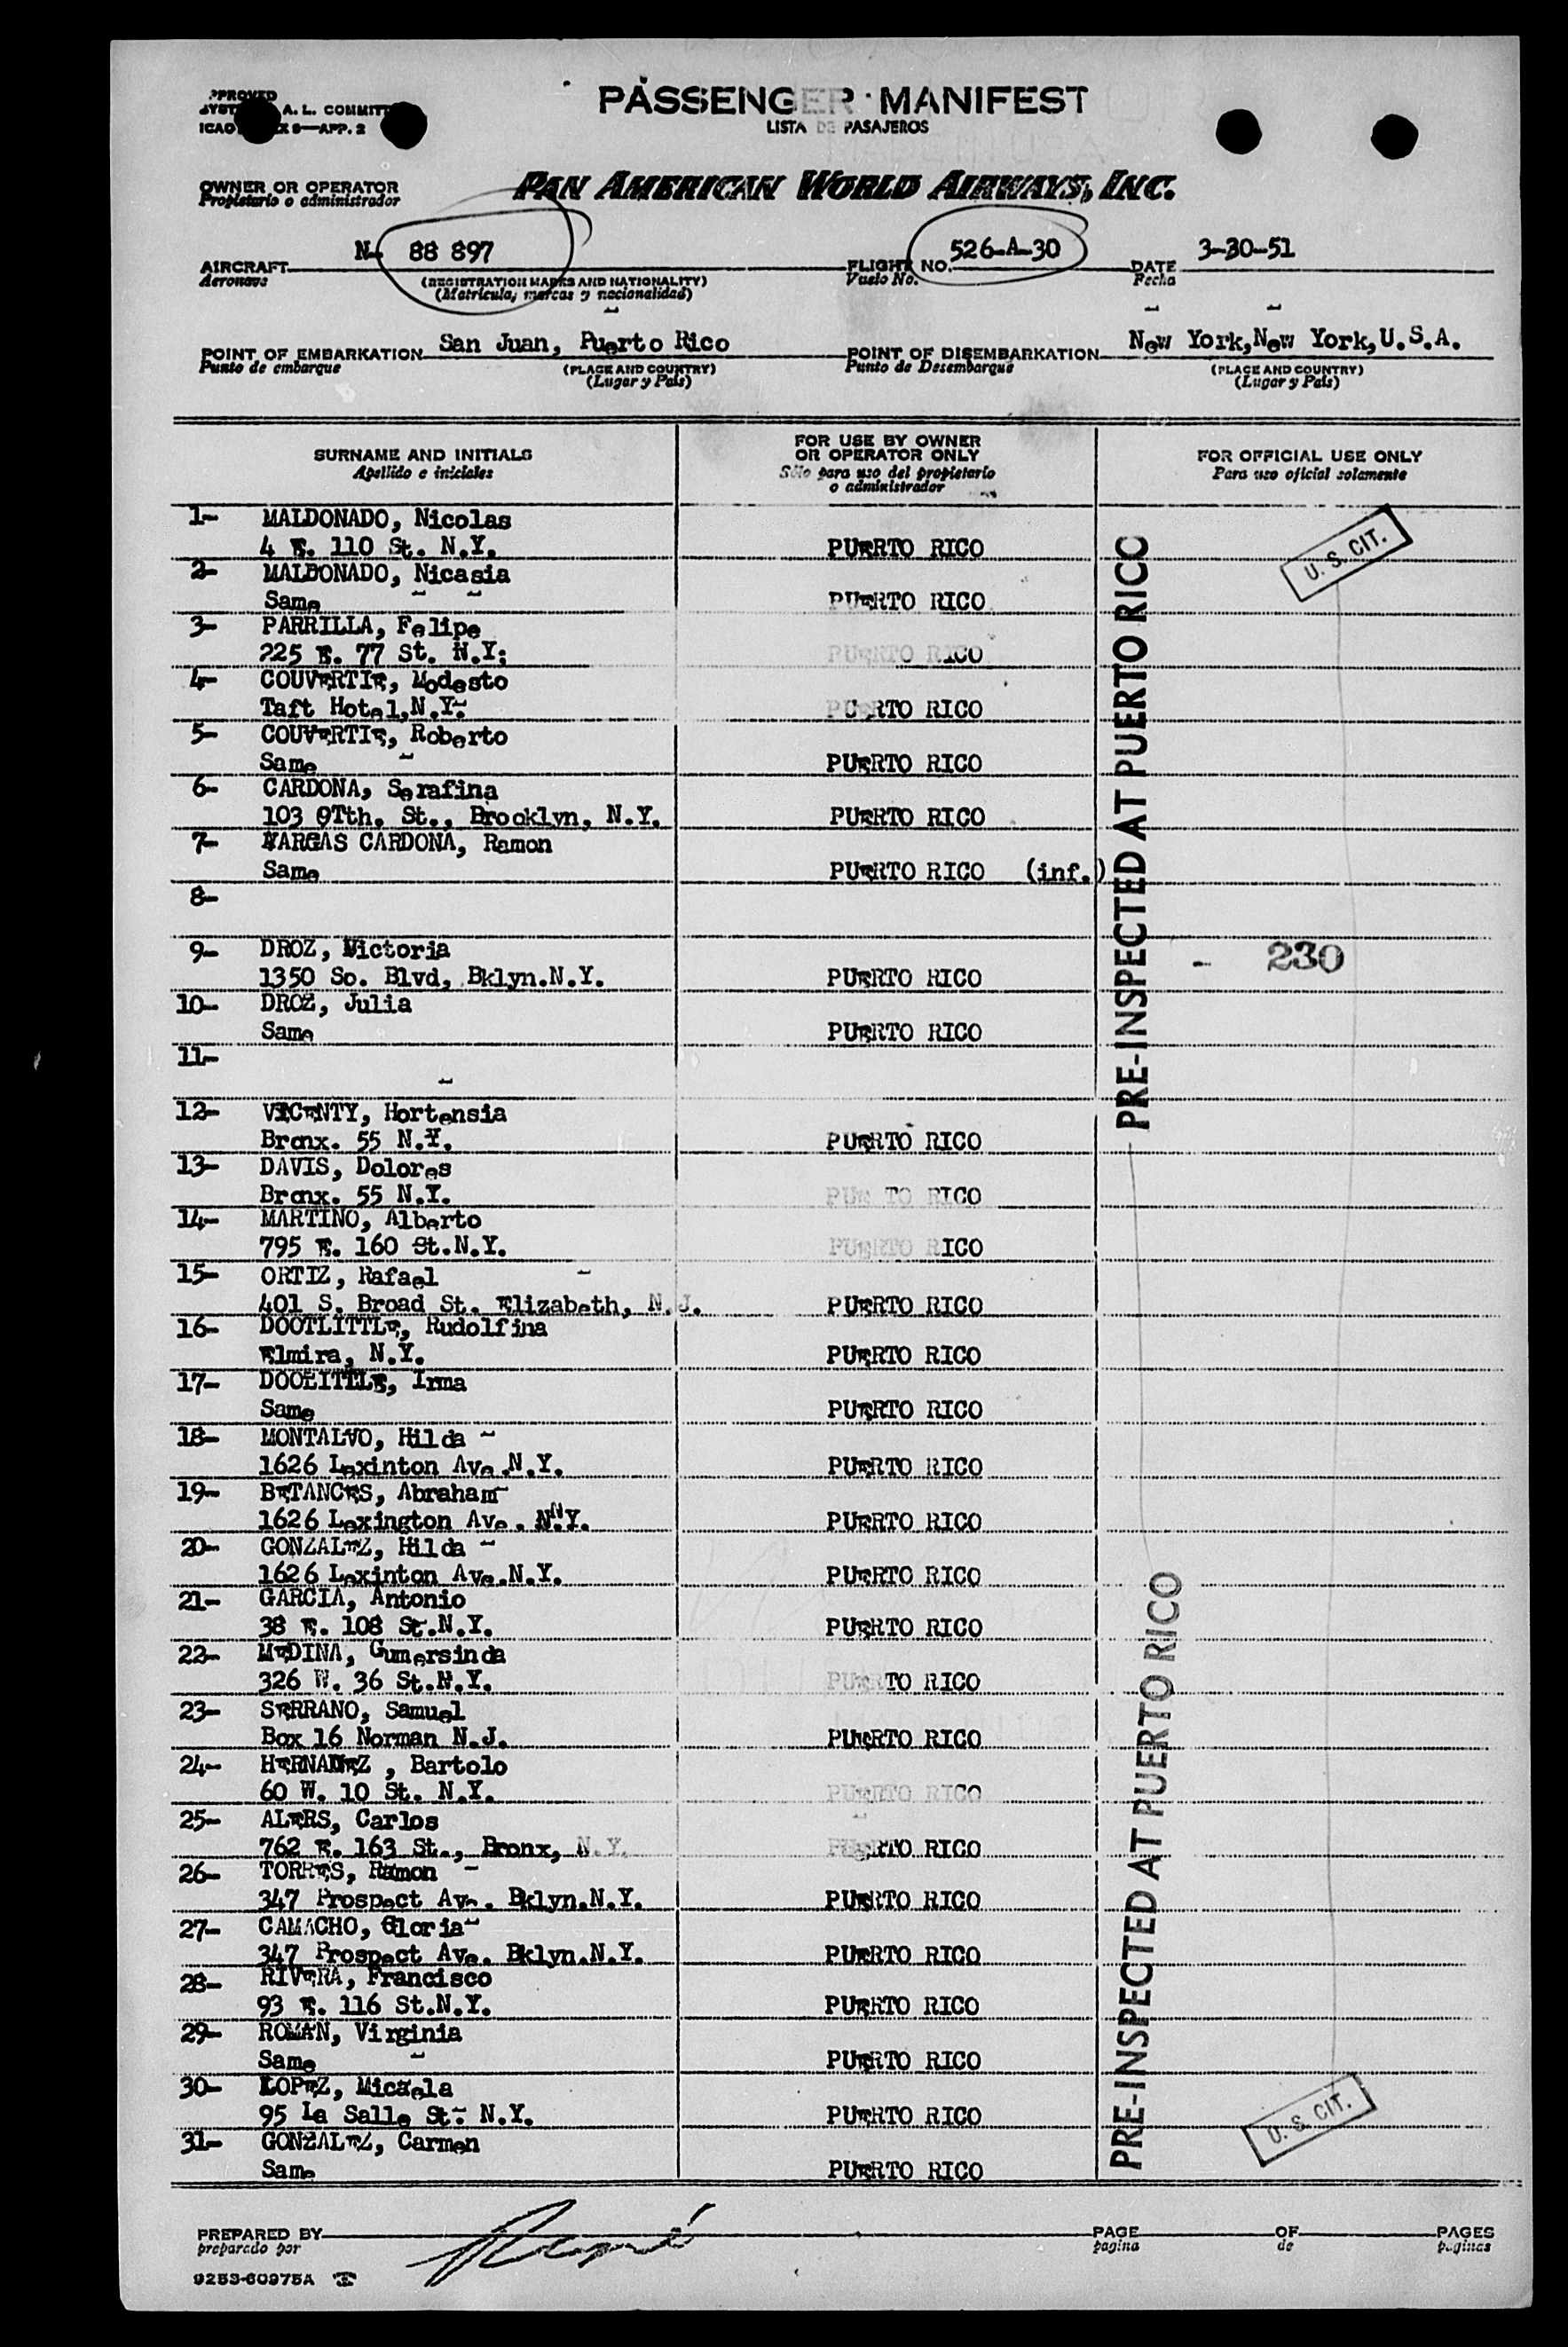 PASSENGER MANIFEST
LISTA DE PASAJEROS
A. L. COMMITT
ICAO X 9—APP. 2
OWNER OR OPERATOR
Propietario o administrador
PAN AMERICAN WORLD AIRWAYS, INC.
AIRCRAFT N- 88 897 FLIGHT NO. 526-A-30 DATE 3-30-51
Aeronave Vuelo No. Fecha
(REGISTRATION MARKS AND NATIONALITY)
(Matricula, marcas y nacionalidad)
POINT OF EMBARKATION San Juan, Puerto Rico POINT OF DISEMBARKATION New York, New York, U.S.A.
Punto de embarque (PLACE AND COUNTRY) Punto de Desembarque (PLACE AND COUNTRY)
(Lugar y País) (Lugar y País)
SURNAME AND INITIALS FOR USE BY OWNER OR OPERATOR ONLY FOR OFFICIAL USE ONLY
Apellido e iniciales Sólo para uso del propietario o administrador Para uso oficial solamente
1- MALDONADO, Nicolas
4 E. 110 St. N.Y. PUERTO RICO
U. S. CIT.
2- MALDONADO, Nicasia
Same PUERTO RICO
3- PARRILLA, Felipe
225 E. 77 St. N.Y: PUERTO RICO
4- COUVERTIE, Modesto
Taft Hotel,N.Y. PUERTO RICO
5- COUVERTIE, Roberto
Same PUERTO RICO
6- CARDONA, Serafina
103 9Tth. St., Brooklyn, N.Y. PUERTO RICO
7- VARGAS CARDONA, Ramon
Same PUERTO RICO (inf.)
8-
PRE-INSPECTED AT PUERTO RICO
9- DROZ, Victoria
1350 So. Blvd, Bklyn.N.Y. PUERTO RICO
- 230
10- DROZ, Julia
Same PUERTO RICO
11-
12- VICENTY, Hortensia
Bronx. 55 N.Y. PUERTO RICO
13- DAVIS, Dolores
Bronx. 55 N.Y. PUERTO RICO
14- MARTINO, Alberto
795 E. 160 St.N.Y. PUERTO RICO
15- ORTIZ, Rafael
401 S. Broad St. Elizabeth, N.J. PUERTO RICO
16- DOOTLITTLE, Rudolfina
Elmira, N.Y. PUERTO RICO
17- DOOLITTLE, Irma
Same PUERTO RICO
18- MONTALVO, Hilda
1626 Lexinton Ave.N.Y. PUERTO RICO
19- BETANCES, Abraham
1626 Lexington Ave. N.Y. PUERTO RICO
20- GONZALEZ, Hilda
1626 Lexinton Ave.N.Y. PUERTO RICO
21- GARCIA, Antonio
38 E. 108 St.N.Y. PUERTO RICO
22- MEDINA, Gumersinda
326 W. 36 St.N.Y. PUERTO RICO
23- SERRANO, Samuel
Box 16 Norman N.J. PUERTO RICO
24- HERNADEZ , Bartolo
60 W. 10 St. N.Y. PUERTO RICO
25- ALERS, Carlos
762 E. 163 St., Bronx, N.Y. PUERTO RICO
26- TORRES, Ramon
347 Prospect Av. Bklyn.N.Y. PUERTO RICO
27- CAMACHO, Gloria
347 Prospect Ave. Bklyn.N.Y. PUERTO RICO
28- RIVERA, Francisco
93 E. 116 St.N.Y. PUERTO RICO
29- ROMAN, Virginia
Same PUERTO RICO
30- LOPEZ, Micaela
95 La Salle St. N.Y. PUERTO RICO
31- GONZALEZ, Carmen
Same PUERTO RICO
PRE-INSPECTED AT PUERTO RICO
U. S. CIT.
PREPARED BY PAGE OF PAGES
preparado por pagina de paginas
9253-60975A